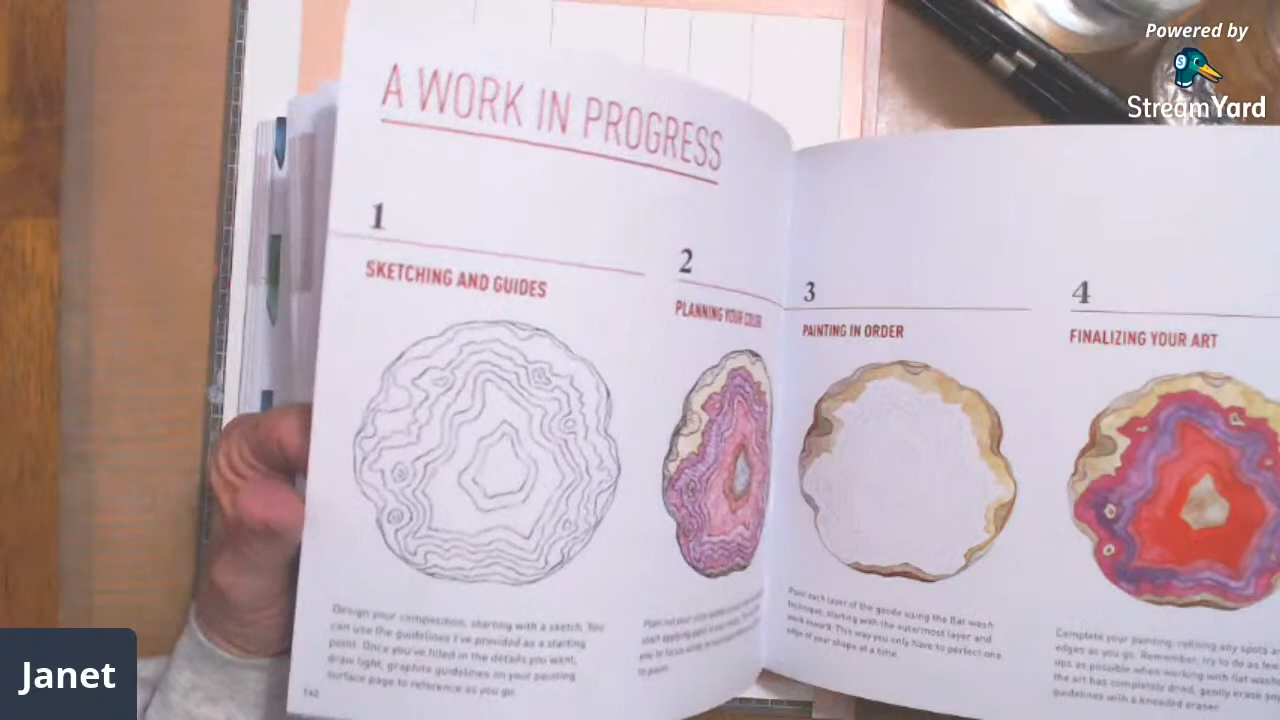 Powered by
StreamYard
A WORK IN PROGRESS
1
SKETCHING AND GUIDES
Design your composition, starting with a sketch. You
can use the guidelines I've provided as a starting
point. Once you've filled in the details you want,
draw light, graphite guidelines on your painting
surface page to reference as you go.
142
2
PLANNING YOUR COLOR
3
PAINTING IN ORDER
Paint each layer of the geode using the flat wash
technique, starting with the outermost layer and
work inward. This way you only have to perfect one
edge of your shape at a time.
4
FINALIZING YOUR ART
Complete your painting, refining any spots
edges as you go. Remember, try to do as few
ups as possible when working with flat wash
the art has completely dried, gently erase any
guidelines with a kneaded eraser.
Janet